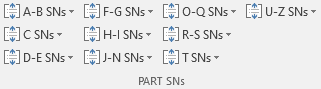 A-B SNs F-G SNs O-Q SNs U-Z SNs
C SNs H-I SNs R-S SNs
D-E SNs J-N SNs T SNs
PART SNs